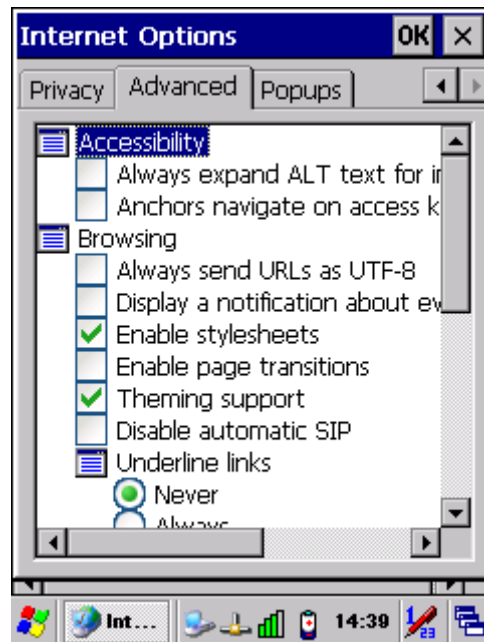 Internet Options OK
Privacy Advanced Popups
Accessibility
Always expand ALT text for
Anchors navigate on access
Browsing
Always send URLs as UTF-8
Display a notification about
Enable stylesheets
Enable page transitions
Theming support
Disable automatic SIP
Underline links
Never
Always
Int... 14:39
23